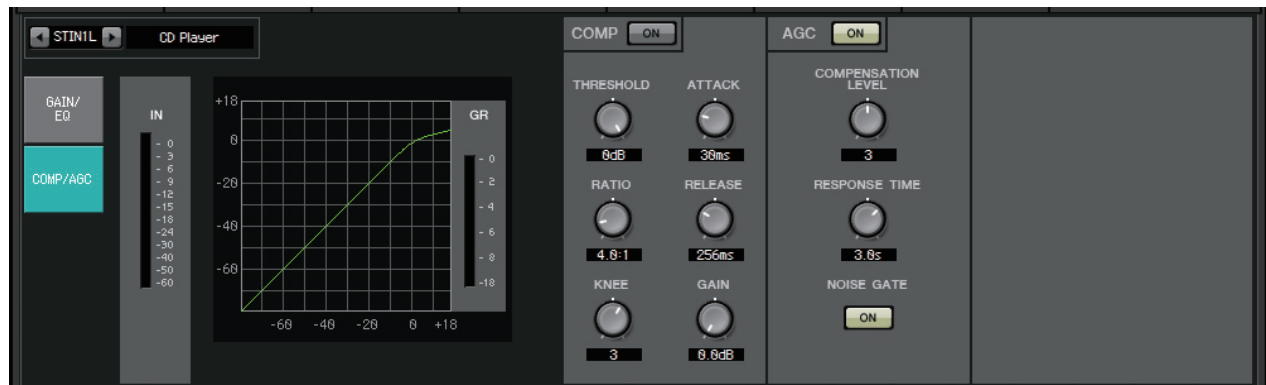 STIN1L
CD Player
GAIN/
EQ
COMP/AGC
IN
- 0
- 3
- 6
- 9
-12
-15
-18
-24
-30
-40
-50
-60
+18
0
-20
-40
-60
-60 -40 -20 0 +18
GR
- 0
- 2
- 4
- 6
- 8
-18
COMP ON
THRESHOLD ATTACK
0dB 30ms
RATIO RELEASE
4.0:1 256ms
KNEE GAIN
3 0.0dB
AGC ON
COMPENSATION
LEVEL
3
RESPONSE TIME
3.0s
NOISE GATE
ON